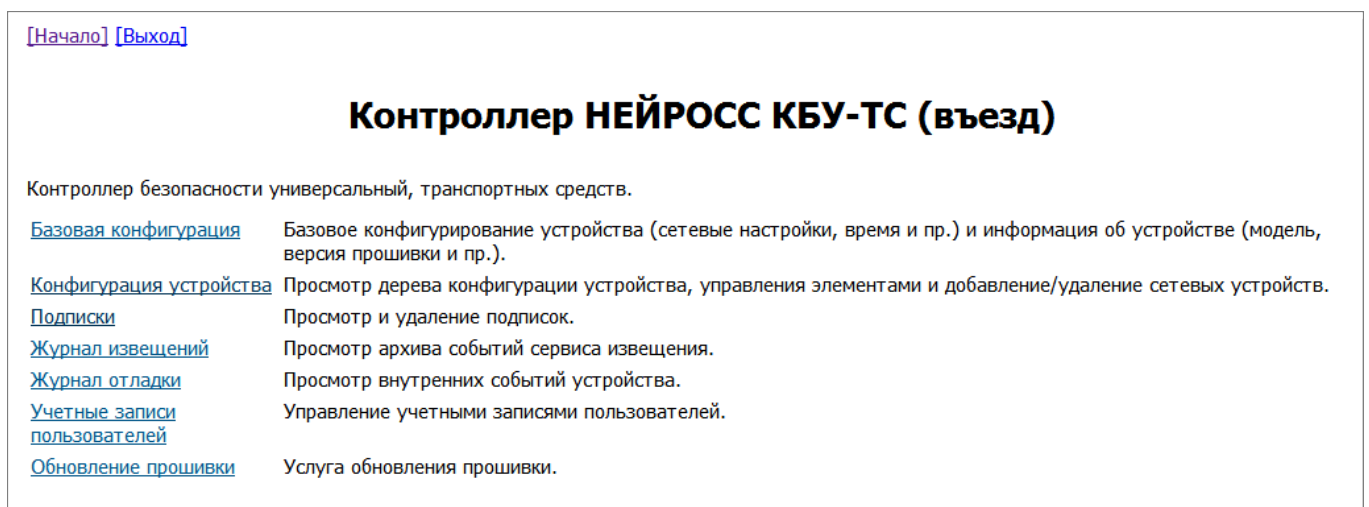 [Начало] [Выход]
Контроллер НЕЙРОСС КБУ-ТС (въезд)
Контроллер безопасности универсальный, транспортных средств.
Базовая конфигурация Базовое конфигурирование устройства (сетевые настройки, время и пр.) и информация об устройстве (модель,
версия прошивки и пр.).
Конфигурация устройства Просмотр дерева конфигурации устройства, управления элементами и добавление/удаление сетевых устройств.
Подписки Просмотр и удаление подписок.
Журнал извещений Просмотр архива событий сервиса извещения.
Журнал отладки Просмотр внутренних событий устройства.
Учетные записи Управление учетными записями пользователей.
пользователей
Обновление прошивки Услуга обновления прошивки.